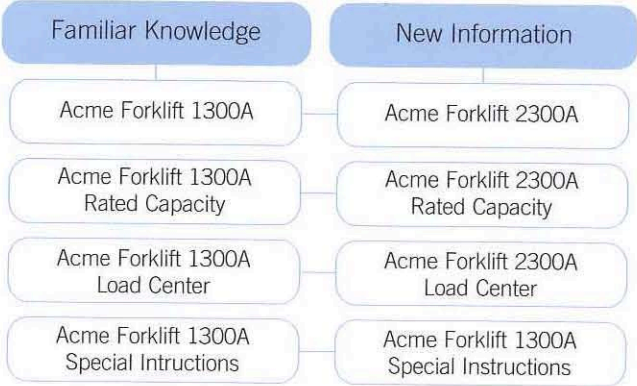 Familiar Knowledge
New Information
Acme Forklift 1300A
Acme Forklift 2300A
Acme Forklift 1300A
Rated Capacity
Acme Forklift 2300A
Rated Capacity
Acme Forklift 1300A
Load Center
Acme Forklift 2300A
Load Center
Acme Forklift 1300A
Special Intructions
Acme Forklift 1300A
Special Instructions